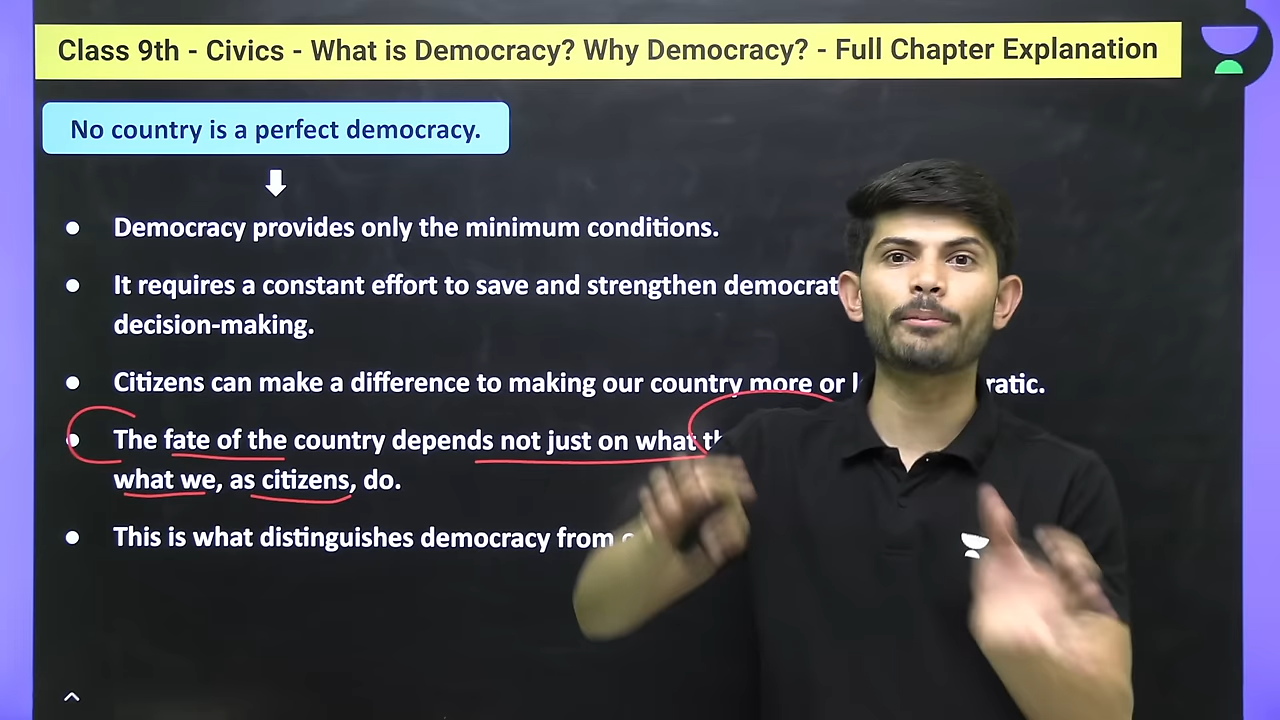 Class 9th - Civics - What is Democracy? Why Democracy? - Full Chapter Explanation
No country is a perfect democracy.
Democracy provides only the minimum conditions.
It requires a constant effort to save and strengthen
decision-making.
Citizens can make a difference to making our country more or
The fate of the country depends not just on what
what we, as citizens, do.
This is what distinguishes democracy from